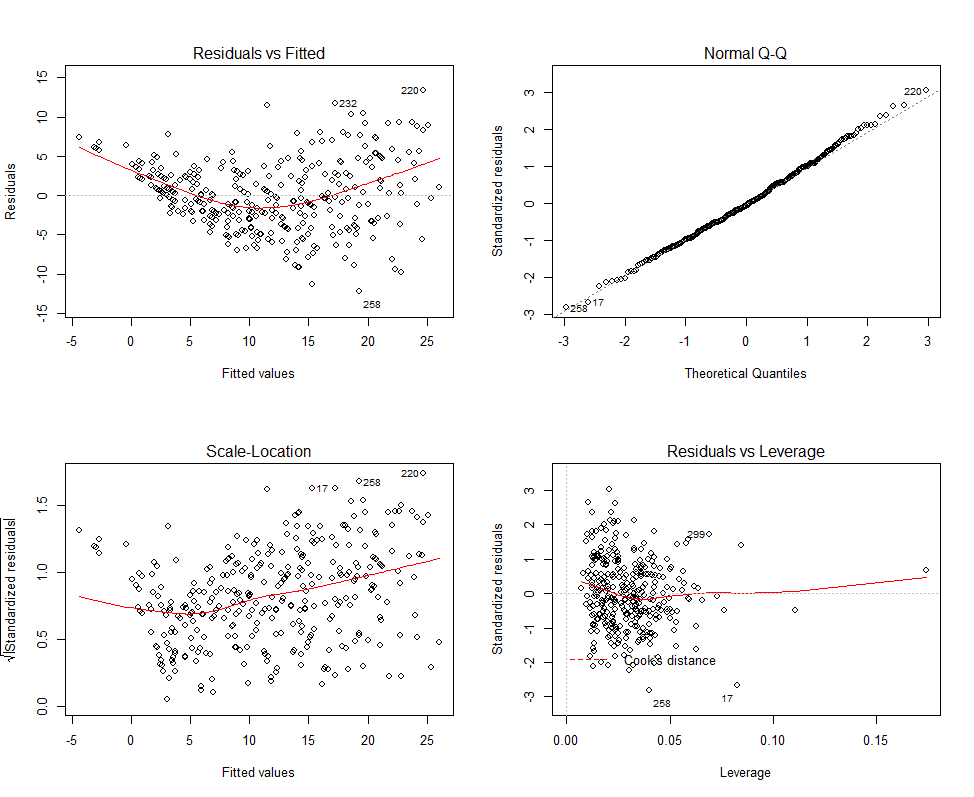 Residuals vs Fitted
Residuals
15
10
5
0
-5
-10
-15
220
232
258
-5 0 5 10 15 20 25
Fitted values
Normal Q-Q
Standardized residuals
3
2
1
0
-1
-2
-3
220
258
17
-3 -2 -1 0 1 2 3
Theoretical Quantiles
Scale-Location
√|Standardized residuals|
1.5
1.0
0.5
0.0
17
258
220
-5 0 5 10 15 20 25
Fitted values
Residuals vs Leverage
Standardized residuals
3
2
1
0
-1
-2
-3
299
Cook's distance
258
17
0.00 0.05 0.10 0.15
Leverage